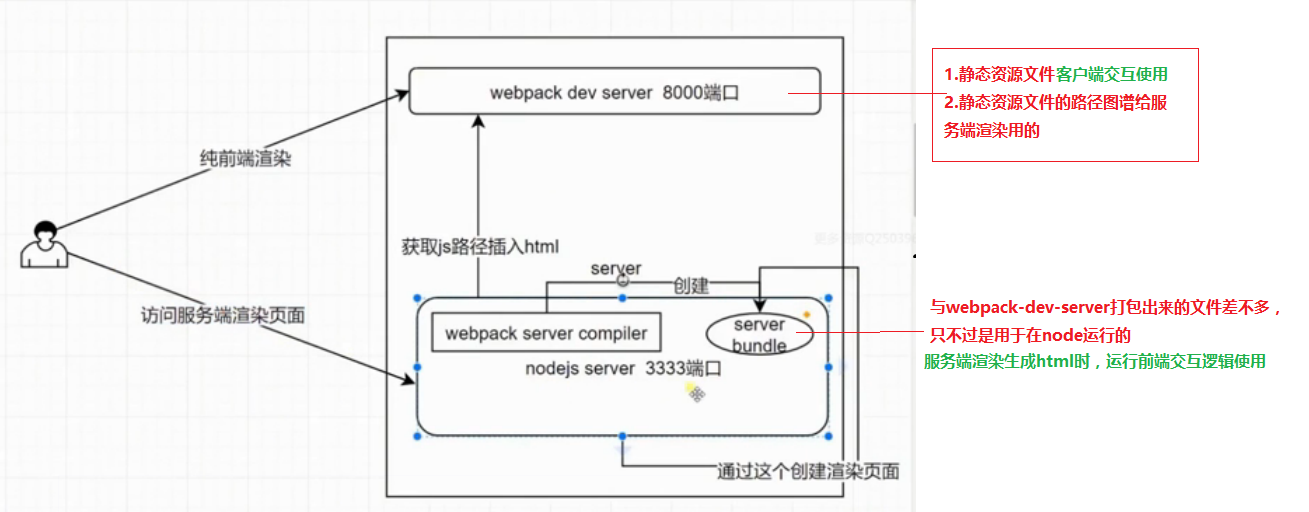 webpack dev server 8000端口
1.静态资源文件客户端交互使用
2.静态资源文件的路径图谱给服
务端渲染用的
纯前端渲染
获取js路径插入html
server
创建
访问服务端渲染页面
webpack server compiler
server
bundle
nodejs server 3333端口
与webpack-dev-server打包出来的文件差不多，
只不过是用于在node运行的
服务端渲染生成html时，运行前端交互逻辑使用
通过这个创建渲染页面